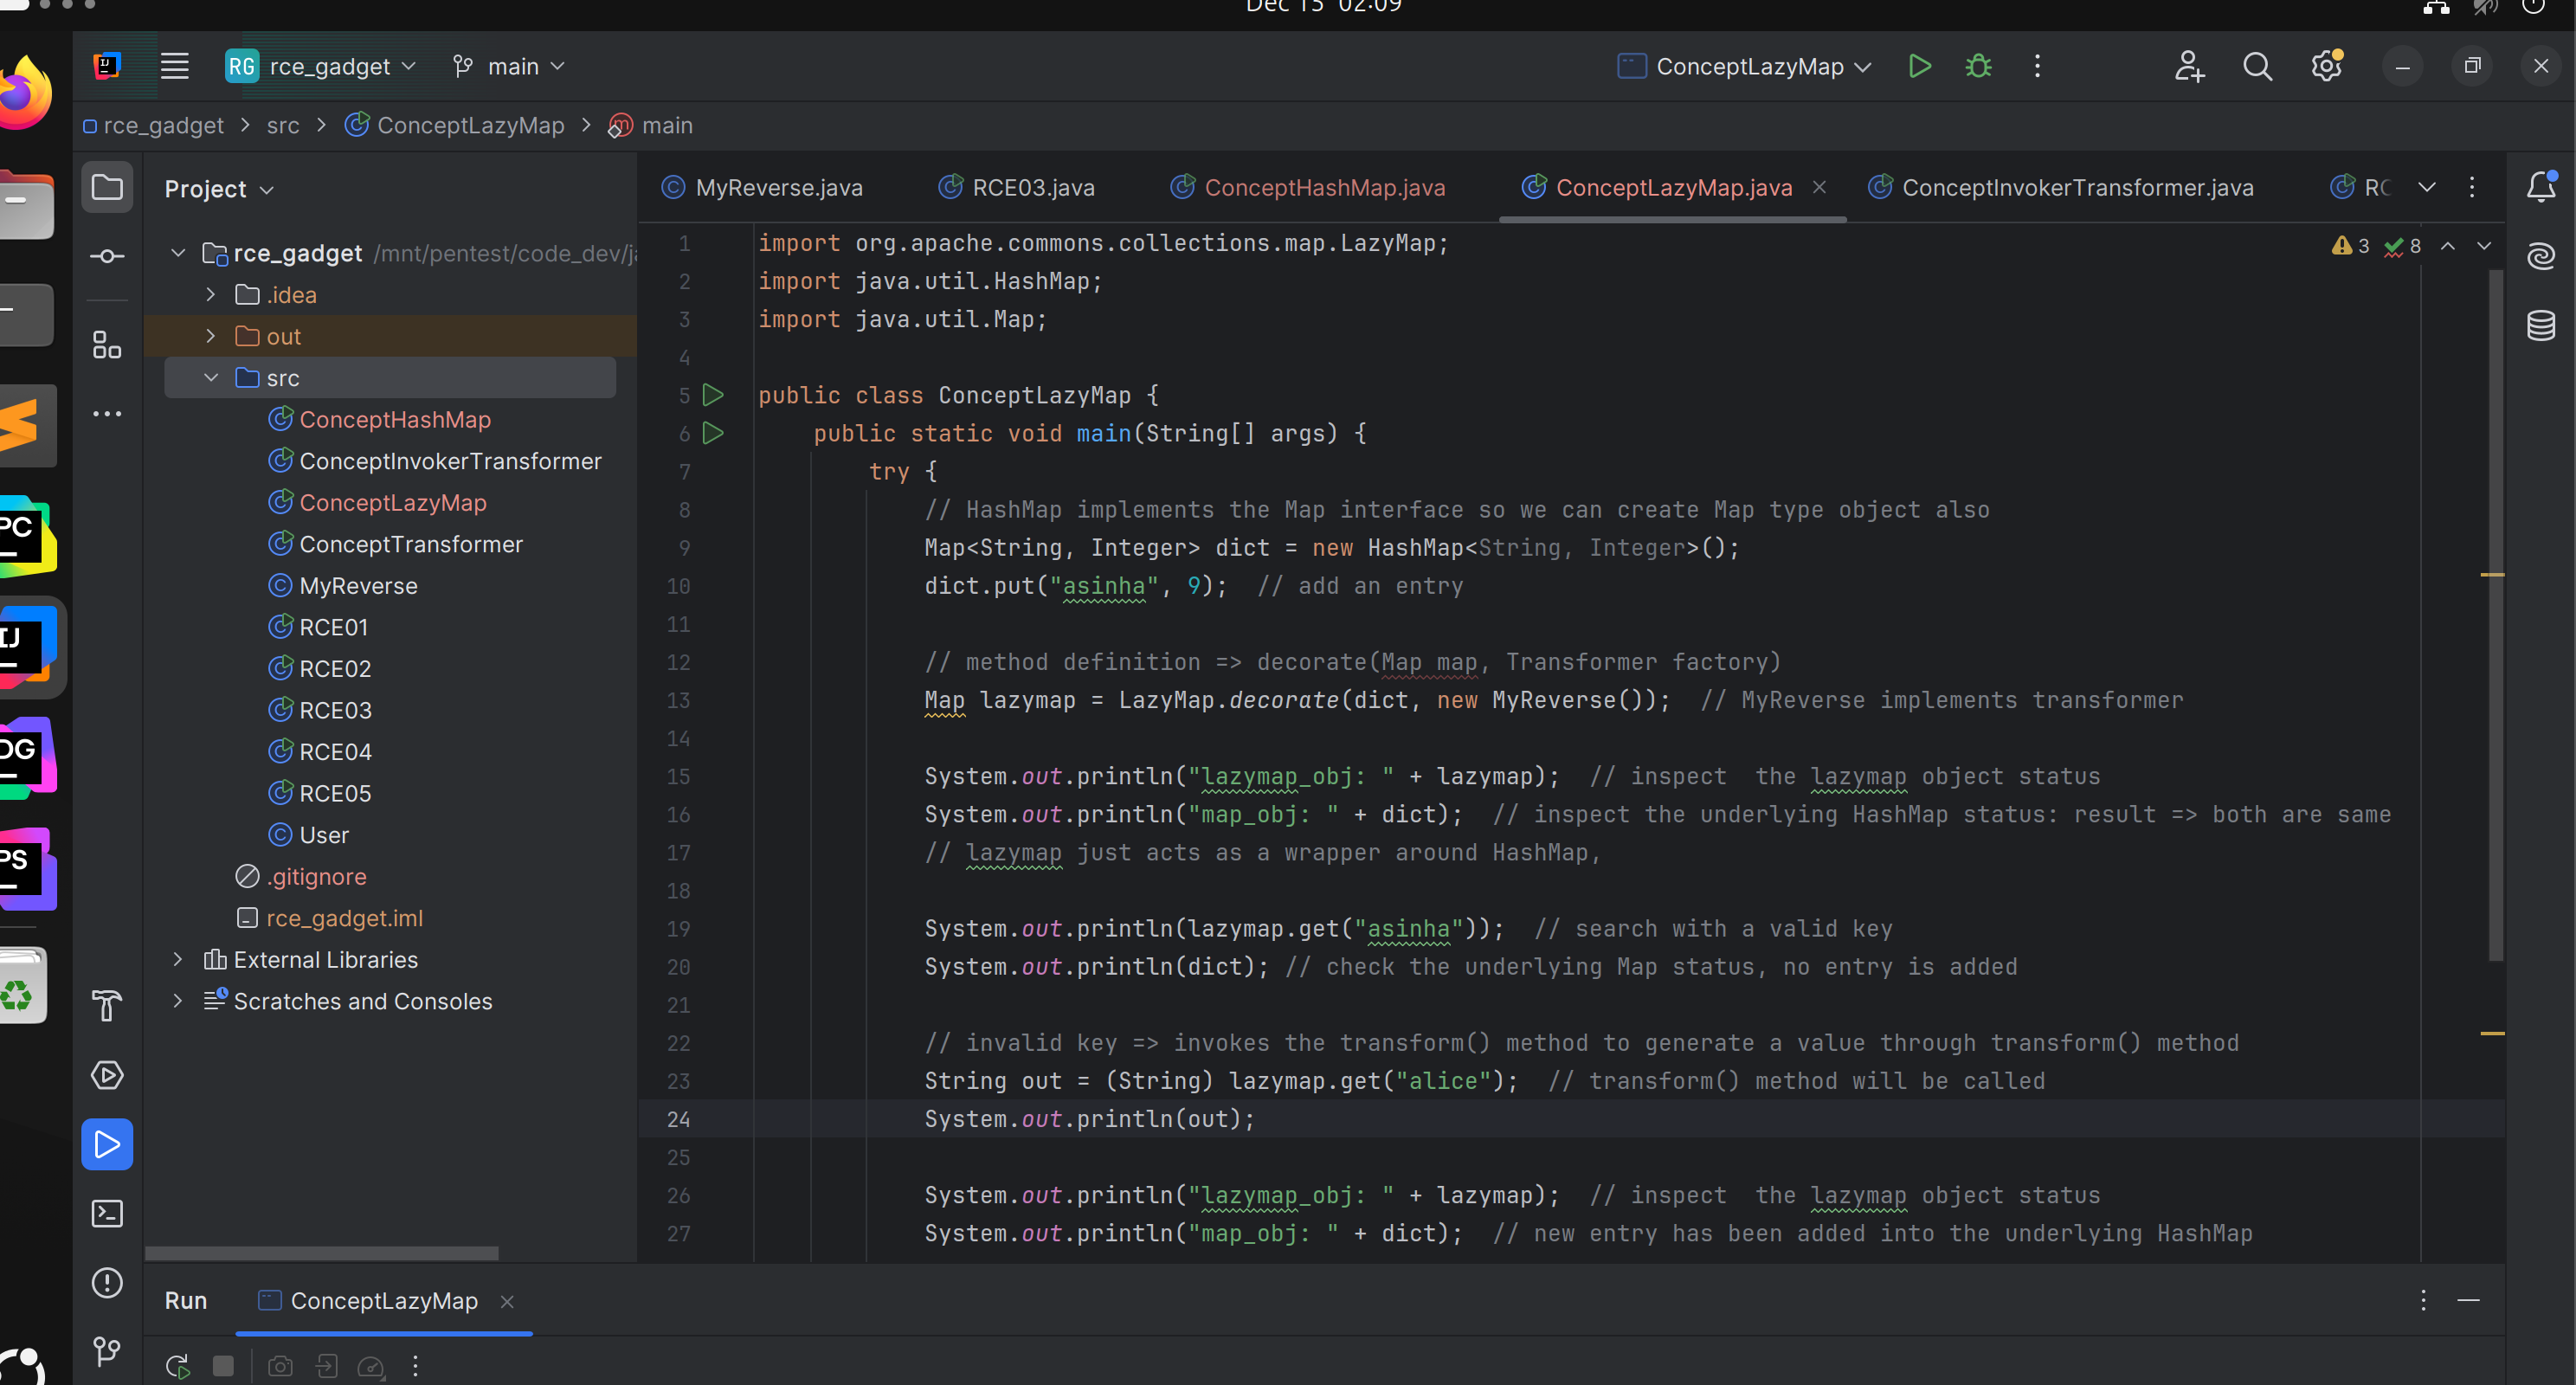 Dec 15 02:09
IJ
RG rce_gadget
main
ConceptLazyMap
rce_gadget > src > ConceptLazyMap > m main
Project
rce_gadget /mnt/pentest/code_dev/
.idea
out
src
ConceptHashMap
ConceptInvokerTransformer
ConceptLazyMap
ConceptTransformer
MyReverse
RCE01
RCE02
RCE03
RCE04
RCE05
User
.gitignore
rce_gadget.iml
External Libraries
Scratches and Consoles
PC
IJ
DG
PS
MyReverse.java
RCE03.java
ConceptHashMap.java
ConceptLazyMap.java
ConceptInvokerTransformer.java
RC
3 8
1 import org.apache.commons.collections.map.LazyMap;
2 import java.util.HashMap;
3 import java.util.Map;
4
5 public class ConceptLazyMap {
6 public static void main(String[] args) {
7 try {
8 // HashMap implements the Map interface so we can create Map type object also
9 Map<String, Integer> dict = new HashMap<String, Integer>();
10 dict.put("asinha", 9);  // add an entry
11
12 // method definition => decorate(Map map, Transformer factory)
13 Map lazymap = LazyMap.decorate(dict, new MyReverse());  // MyReverse implements transformer
14
15 System.out.println("lazymap_obj: " + lazymap);  // inspect  the lazymap object status
16 System.out.println("map_obj: " + dict);  // inspect the underlying HashMap status: result => both are same
17 // lazymap just acts as a wrapper around HashMap,
18
19 System.out.println(lazymap.get("asinha"));  // search with a valid key
20 System.out.println(dict); // check the underlying Map status, no entry is added
21
22 // invalid key => invokes the transform() method to generate a value through transform() method
23 String out = (String) lazymap.get("alice");  // transform() method will be called
24 System.out.println(out);
25
26 System.out.println("lazymap_obj: " + lazymap);  // inspect  the lazymap object status
27 System.out.println("map_obj: " + dict);  // new entry has been added into the underlying HashMap
Run
ConceptLazyMap